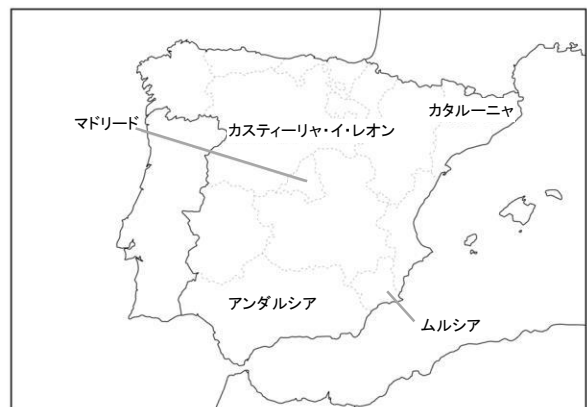 カタルーニャ
マドリード
カスティーリャ・イ・レオン
アンダルシア
ムルシア